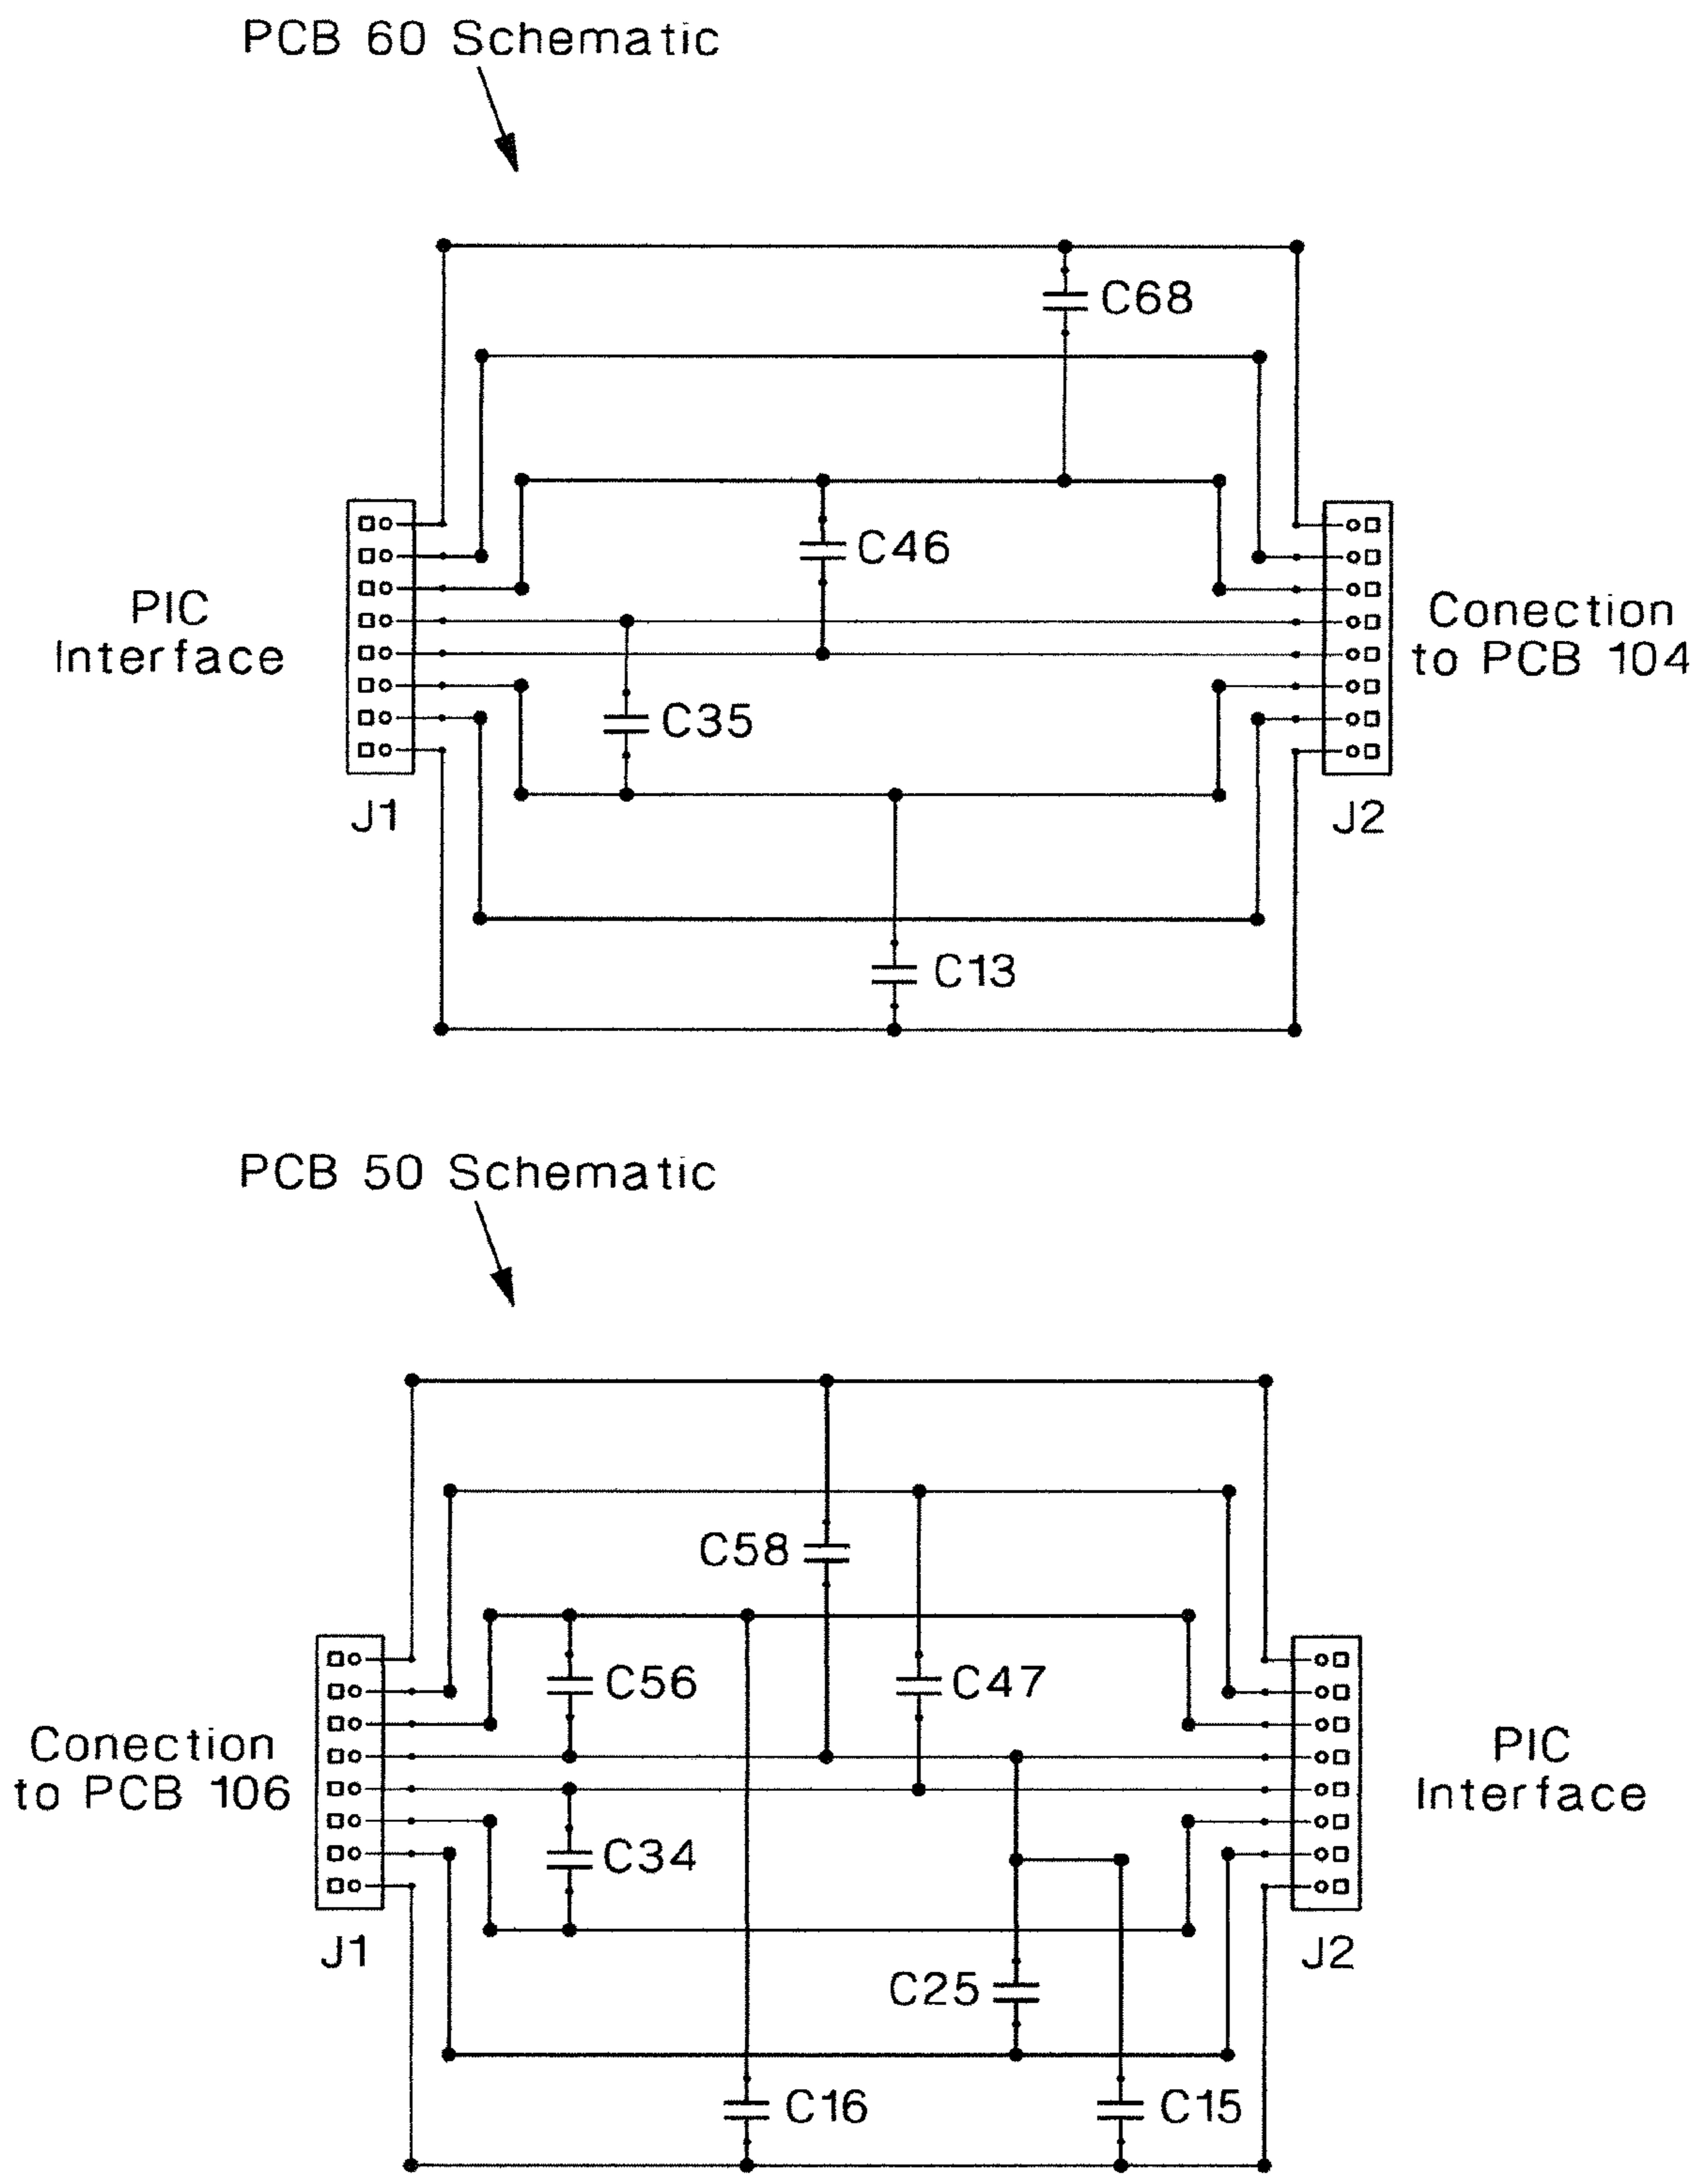 PCB 60 Schematic
C68
C46
PIC
Interface
Conection
to PCB 104
C35
J1
J2
C13
PCB 50 Schematic
C58
C56
C47
Conection
to PCB 106
PIC
Interface
C34
J1
J2
C25
C16
C15